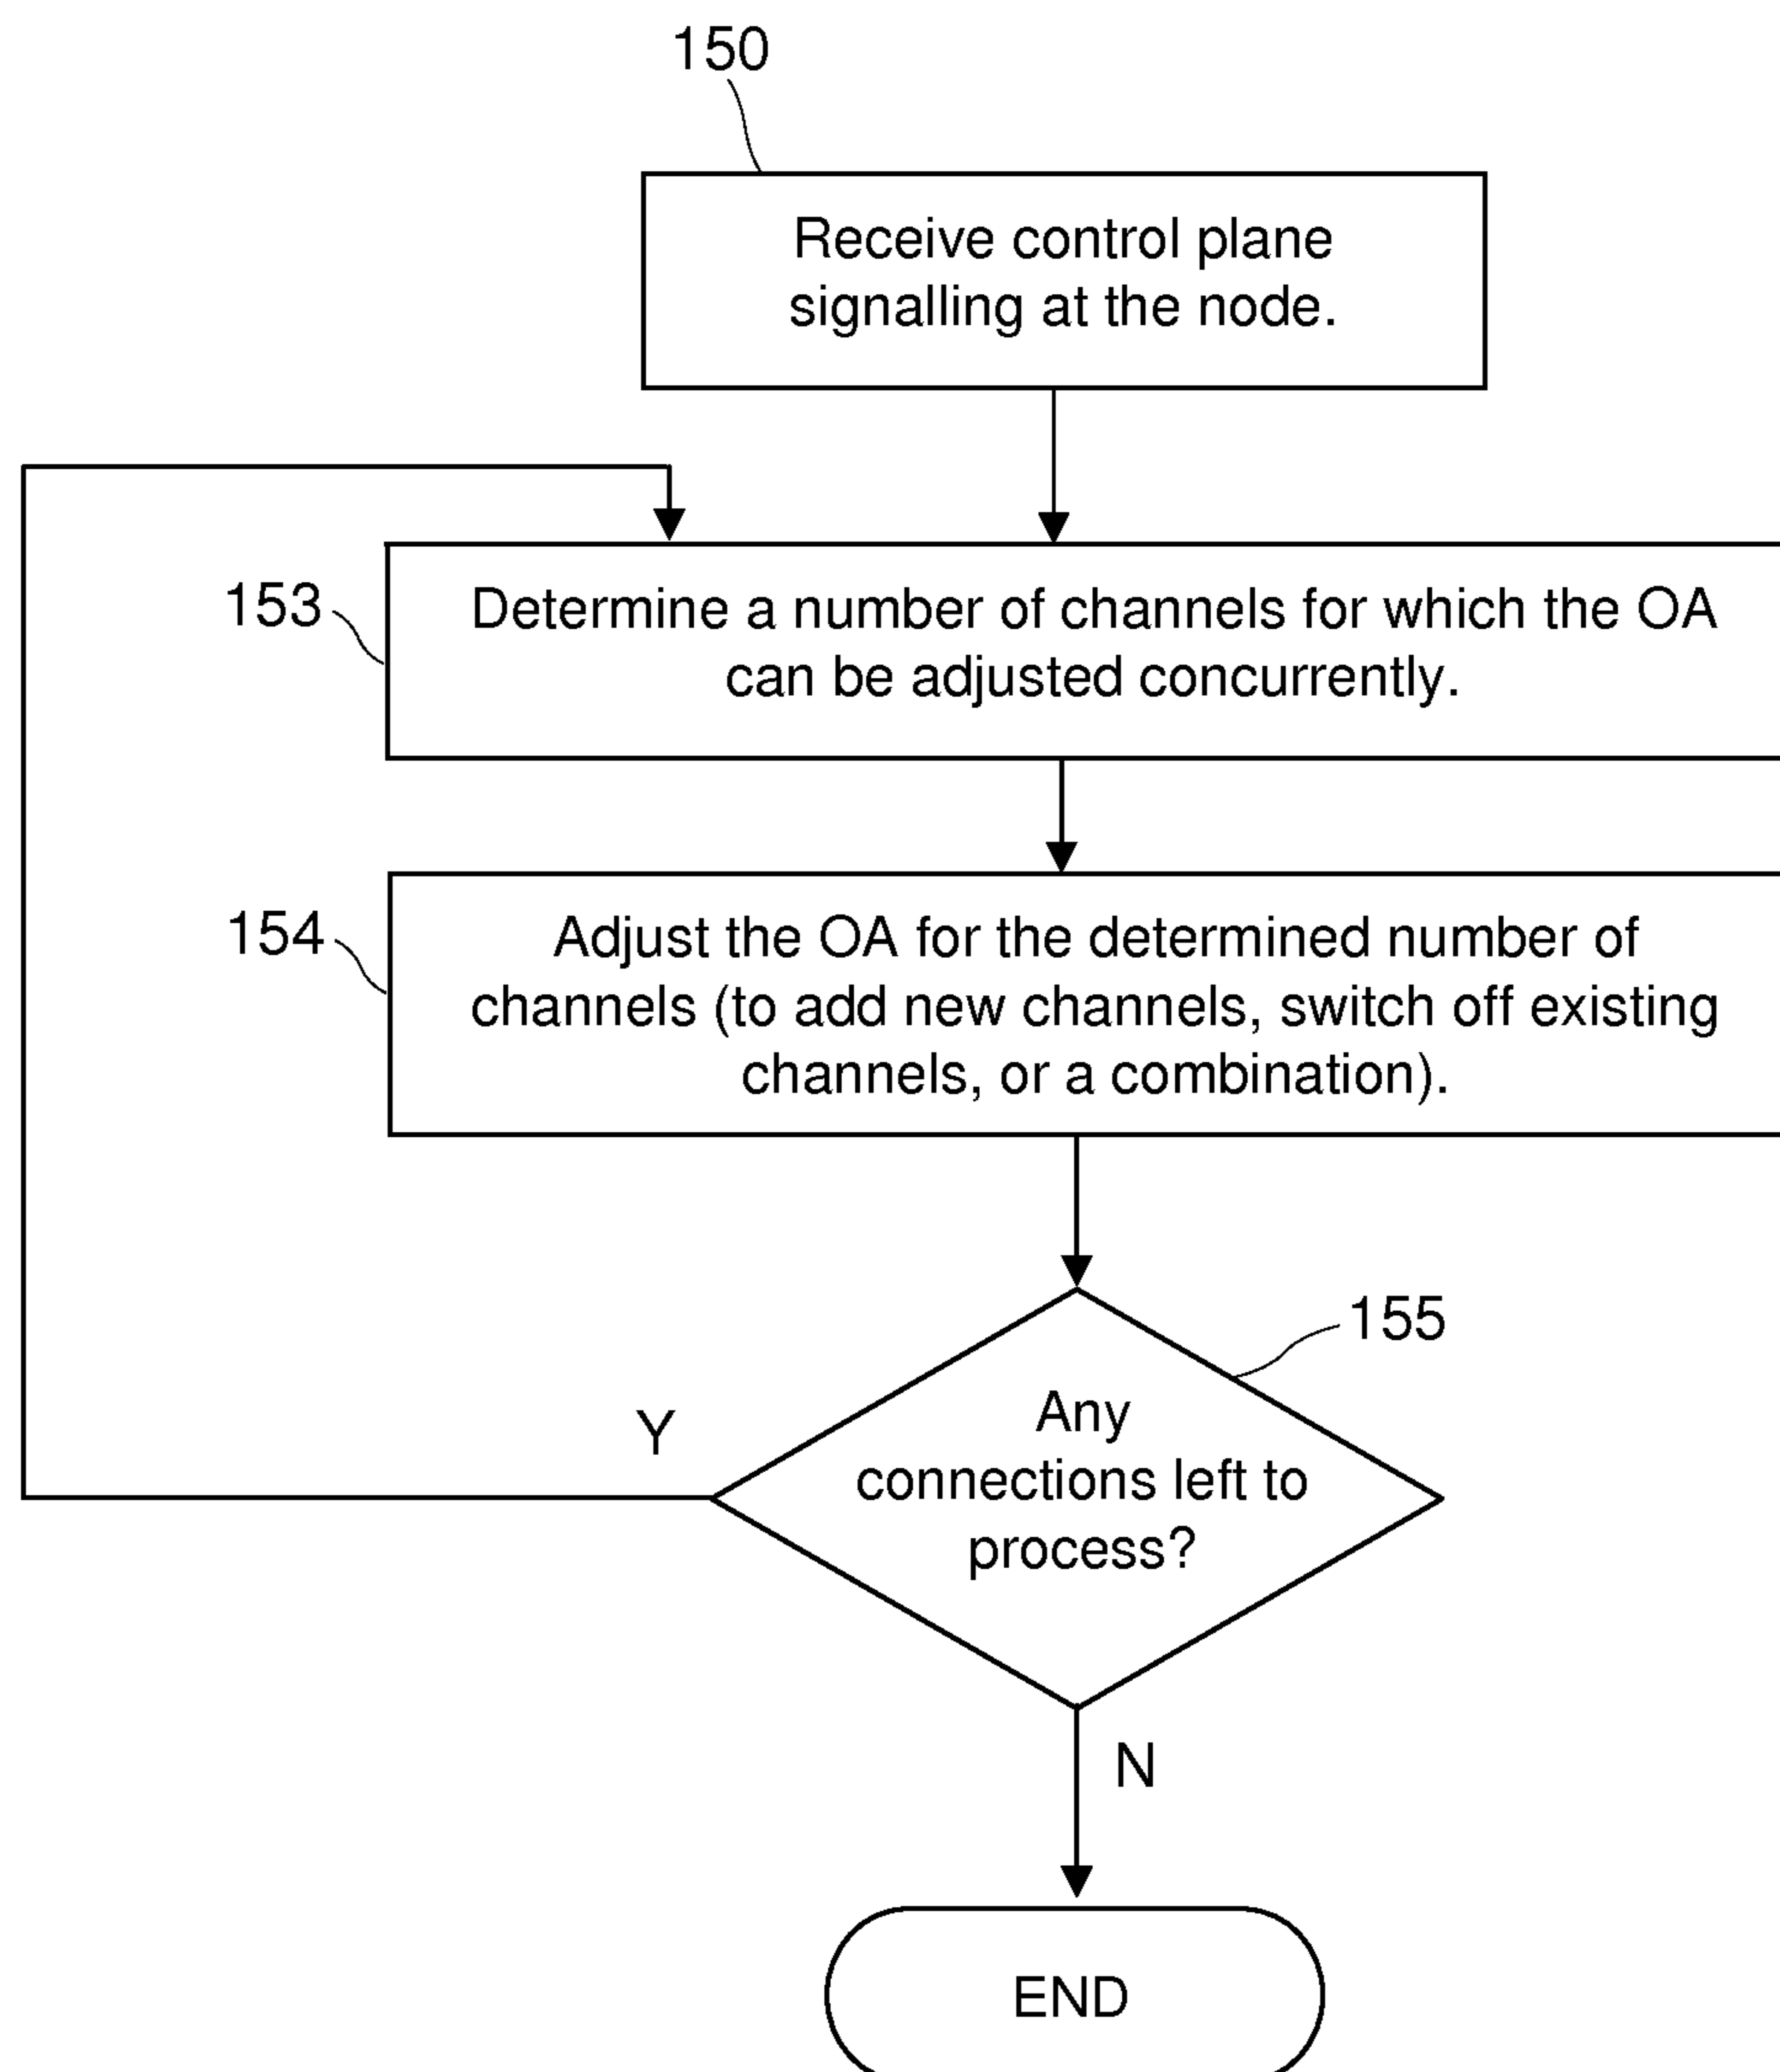 150
Receive control plane
signalling at the node.
153
Determine a number of channels for which the OA
can be adjusted concurrently.
154
Adjust the OA for the determined number of
channels (to add new channels, switch off existing
channels, or a combination).
155
Any
connections left to
process?
Y
N
END